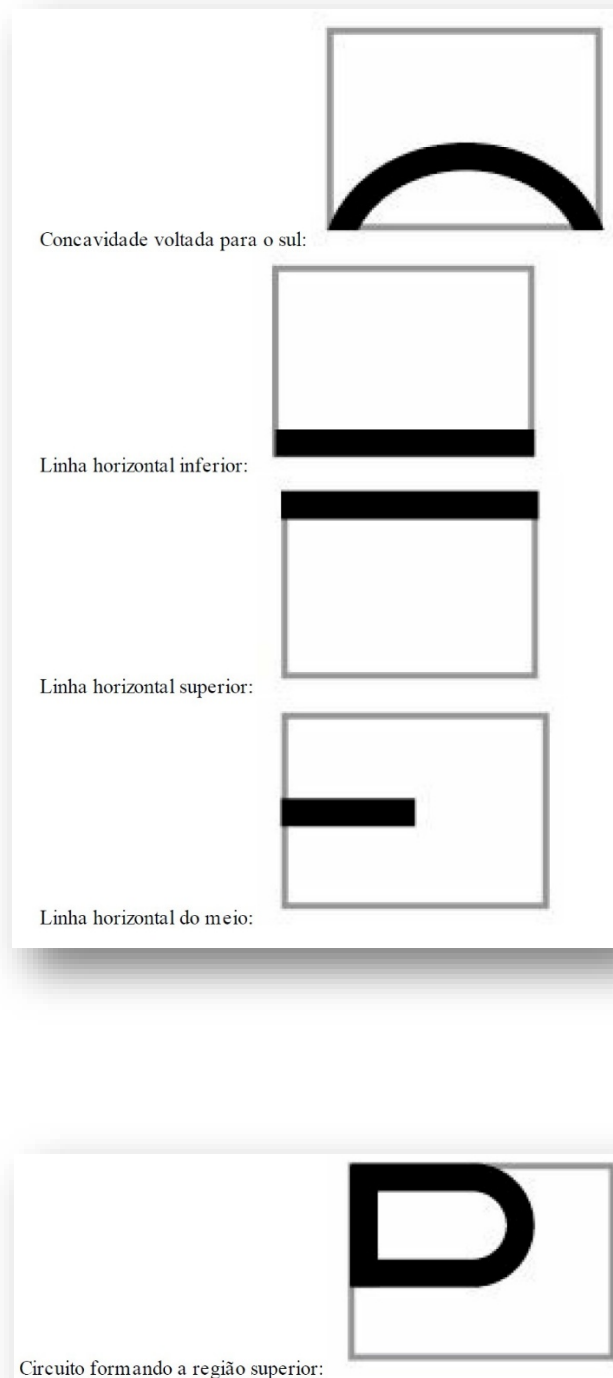 Concavidade voltada para o sul:
Linha horizontal inferior:
Linha horizontal superior:
Linha horizontal do meio:
Circuito formando a região superior: